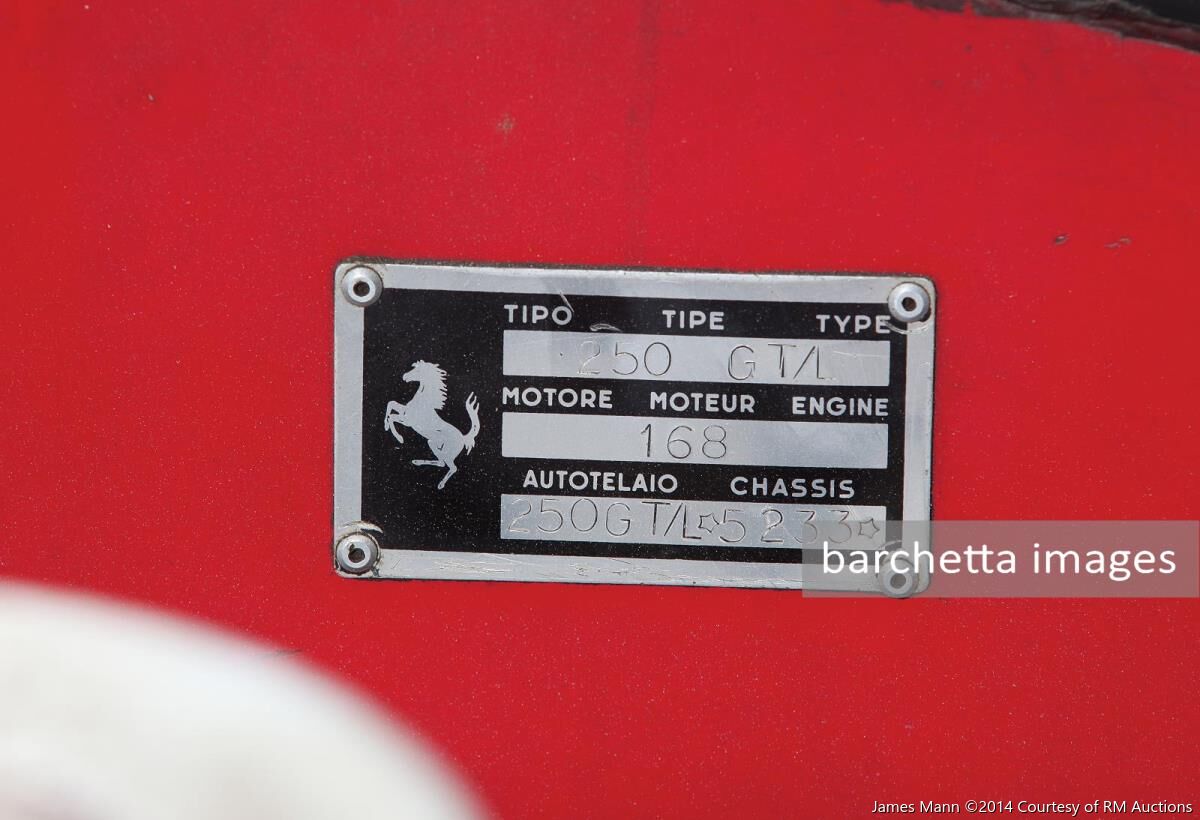 TIPO TIPE TYPE
250 GT/L
MOTORE MOTEUR ENGINE
168
AUTOTELAIO CHASSIS
250GT/L☆5233☆
barchetta images
James Mann ©2014 Courtesy of RM Auctions